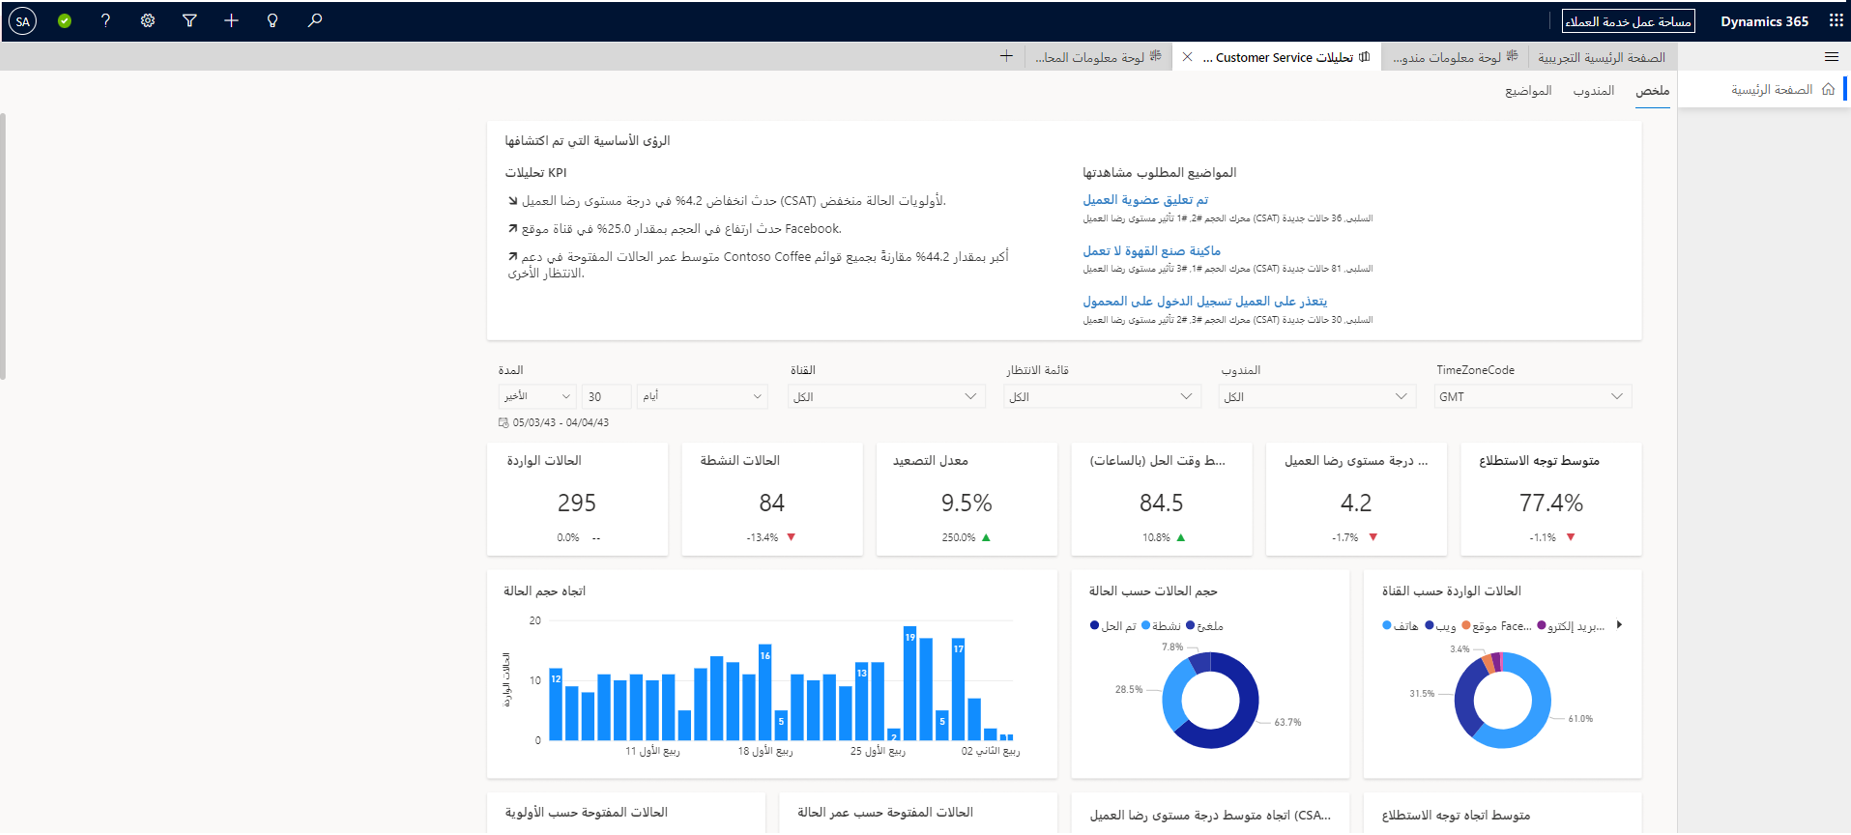 Dynamics 365
مساحة عمل خدمة العملاء
SA
الصفحة الرئيسية التجريبية
لوحة معلومات مندو...
تحليلات Customer Service ...
لوحة معلومات المحا...
الصفحة الرئيسية
ملخص
المندوب
المواضيع
الرؤى الأساسية التي تم اكتشافها
تحليلات KPI
حدث انخفاض 4.2% في درجة مستوى رضا العميل (CSAT) لأولويات الحالة منخفض.
حدث ارتفاع في الحجم بمقدار 25.0% في قناة موقع Facebook.
متوسط عمر الحالات المفتوحة في دعم Contoso Coffee أكبر بمقدار 44.2% مقارنةً بجميع قوائم
الانتظار الأخرى.
المواضيع المطلوب مشاهدتها
تم تعليق عضوية العميل
محرك الحجم #2, #1 تأثير مستوى رضا العميل (CSAT) السلبي, 36 حالات جديدة
ماكينة صنع القهوة لا تعمل
محرك الحجم #1, #3 تأثير مستوى رضا العميل (CSAT) السلبي, 81 حالات جديدة
يتعذر على العميل تسجيل الدخول على المحمول
محرك الحجم #3, #2 تأثير مستوى رضا العميل (CSAT) السلبي, 30 حالات جديدة
المدة
الأخير
30
أيام
05/03/43 - 04/04/43
القناة
الكل
قائمة الانتظار
الكل
المندوب
الكل
TimeZoneCode
GMT
الحالات الواردة
295
0.0% --
الحالات النشطة
84
-13.4%
معدل التصعيد
9.5%
250.0%
...ط وقت الحل (بالساعات)
84.5
10.8%
... درجة مستوى رضا العميل
4.2
-1.7%
متوسط توجه الاستطلاع
77.4%
-1.1%
اتجاه حجم الحالة
الحالات الواردة
20
10
0
12
16
5
13
2
19
5
17
1
1
ربيع الأول 11
ربيع الأول 18
ربيع الأول 25
ربيع الثاني 02
حجم الحالات حسب الحالة
تم الحل
نشطة
ملغىّ
7.8%
28.5%
63.7%
الحالات الواردة حسب القناة
هاتف
ويب
موقع Face...
بريد إلكترو...
3.4%
31.5%
61.0%
الحالات المفتوحة حسب الأولوية
الحالات المفتوحة حسب عمر الحالة
اتجاه متوسط درجة مستوى رضا العميل (CSA...
متوسط اتجاه توجه الاستطلاع